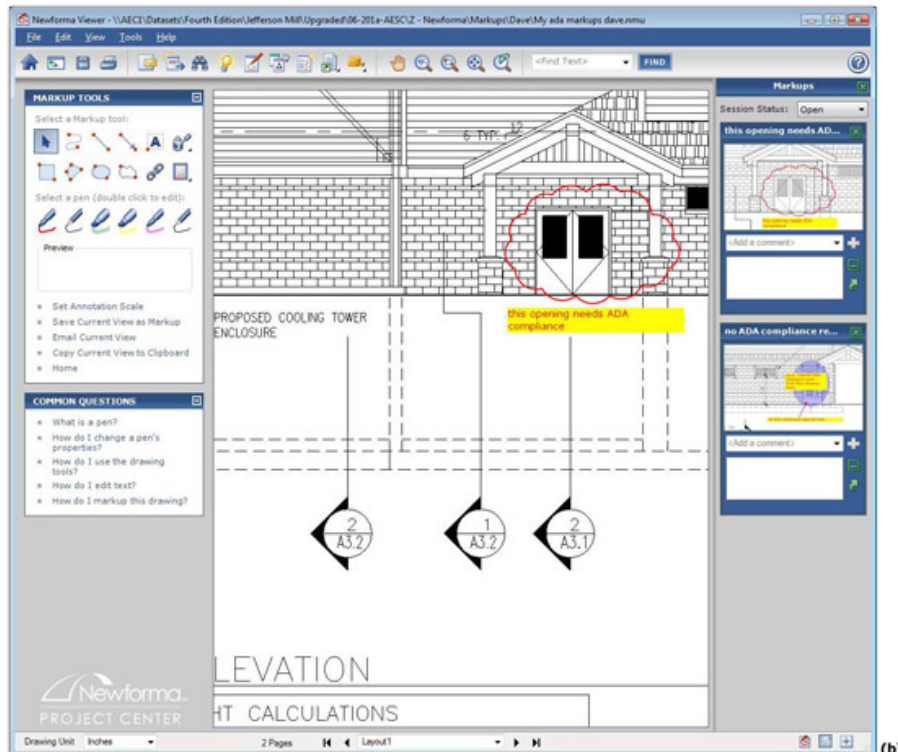 Newforma Viewer - \\AEC1\Datasets\Fourth Edition\Jefferson Mill\Upgraded\06-201a-AESC\Z - Newforma\Markups\Dave\My ada markups dave.nmu
File Edit View Tools Help
<Find Text> FIND
MARKUP TOOLS
Select a Markup tool:
A
Select a pen (double click to edit):
Preview
Set Annotation Scale
Save Current View as Markup
Email Current View
Copy Current View to Clipboard
Home
COMMON QUESTIONS
What is a pen?
How do I change a pen's
properties?
How do I use the drawing
tools?
How do I edit text?
How do I markup this drawing?
Newforma
PROJECT CENTER
6 TYP. 12
PROPOSED COOLING TOWER
ENCLOSURE
this opening needs ADA
compliance
2
A3.2
1
A3.2
2
A3.1
LEVATION
HT CALCULATIONS
Markups
Session Status: Open
this opening needs AD...
this opening needs ADA
compliance
<Add a comment>
no ADA compliance re...
<Add a comment>
Drawing Unit Inches 2 Pages Layout1
(b)